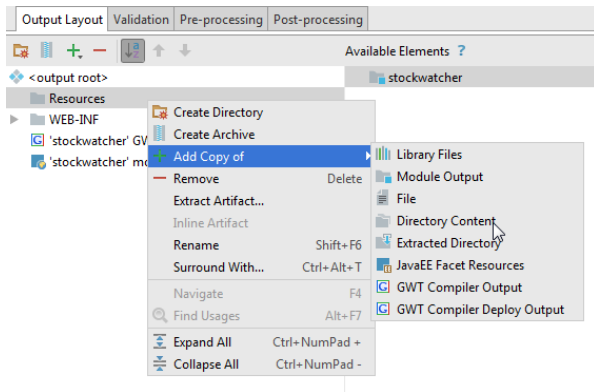 Output Layout Validation Pre-processing Post-processing
Available Elements ?
<output root>
stockwatcher
Resources
WEB-INF
'stockwatcher' GW
'stockwatcher' mo
Create Directory
Create Archive
Add Copy of
Remove Delete
Extract Artifact...
Inline Artifact
Rename Shift+F6
Surround With... Ctrl+Alt+T
Navigate F4
Find Usages Alt+F7
Expand All Ctrl+NumPad +
Collapse All Ctrl+NumPad -
Library Files
Module Output
File
Directory Content
Extracted Directory
JavaEE Facet Resources
GWT Compiler Output
GWT Compiler Deploy Output